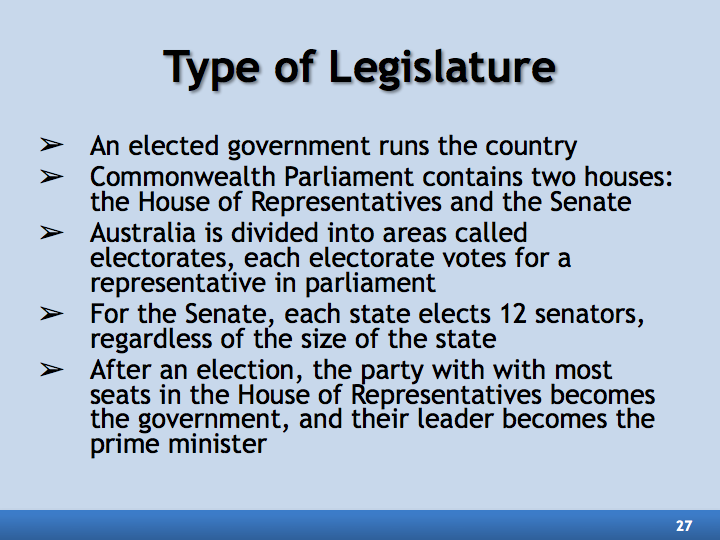 Type of Legislature
➢ An elected government runs the country
➢ Commonwealth Parliament contains two houses:
the House of Representatives and the Senate
➢ Australia is divided into areas called
electorates, each electorate votes for a
representative in parliament
➢ For the Senate, each state elects 12 senators,
regardless of the size of the state
➢ After an election, the party with with most
seats in the House of Representatives becomes
the government, and their leader becomes the
prime minister
27